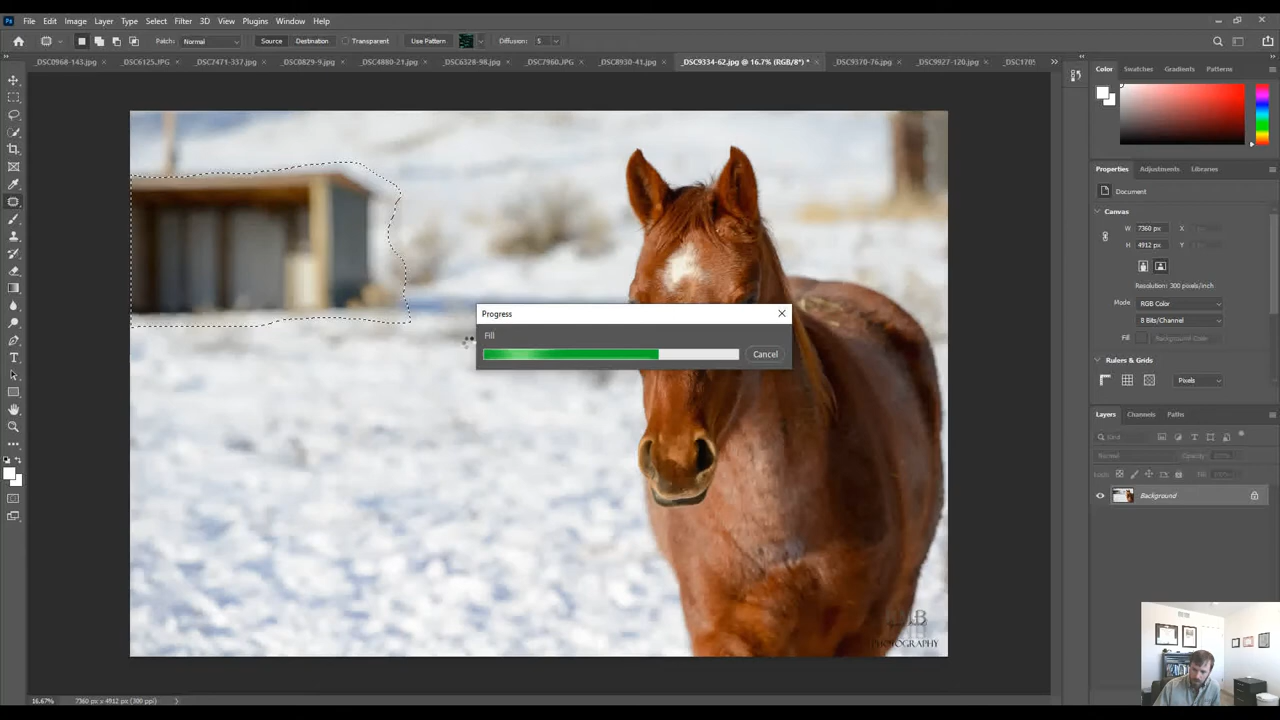 Ps File Edit Image Layer Type Select Filter 3D View Plugins Window Help
Patch: Normal Source Destination Transparent Use Pattern Diffusion: 5
_DSC0968-143.jpg _DSC6125.JPG _DSC7471-337.jpg _DSC0829-9.jpg _DSC4880-21.jpg _DSC6328-98.jpg _DSC7960.JPG _DSC8930-41.jpg _DSC9334-62.jpg @ 16.7% (RGB/8*) * _DSC9370-76.jpg _DSC9927-120.jpg _DSC1705
Color Swatches Gradients Patterns
Properties Adjustments Libraries
Document
Canvas
W 7360 px X
H 4912 px Y
Resolution: 300 pixels/inch
Mode RGB Color
8 Bits/Channel
Fill Background Color
Rulers & Grids
Pixels
Layers Channels Paths
Kind
Normal Opacity:
Lock: Fill:
Background
Progress
Fill
Cancel
PHOTOGRAPHY
16.67% 7360 px x 4912 px (300 ppi)